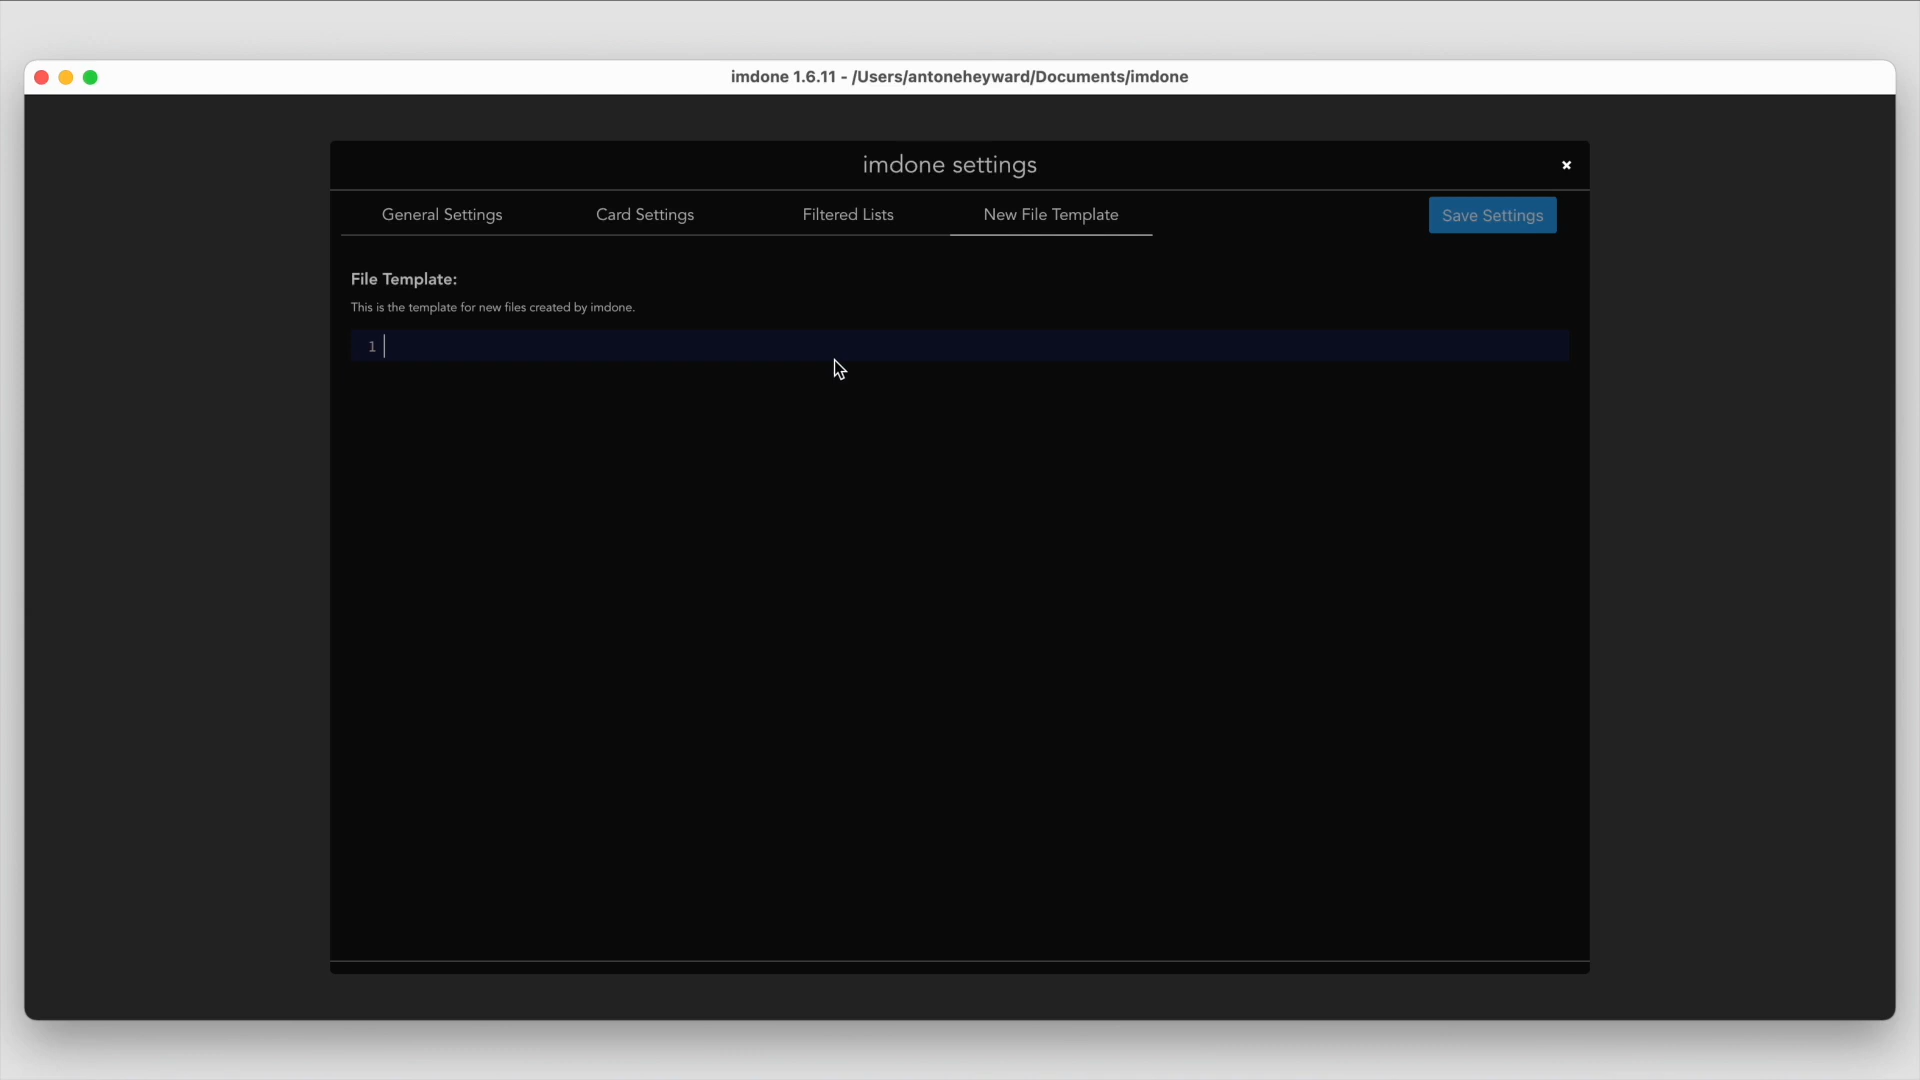 imdone 1.6.11 - /Users/antoneheyward/Documents/imdone
imdone settings
General Settings Card Settings Filtered Lists New File Template Save Settings
File Template:
This is the template for new files created by imdone.
1